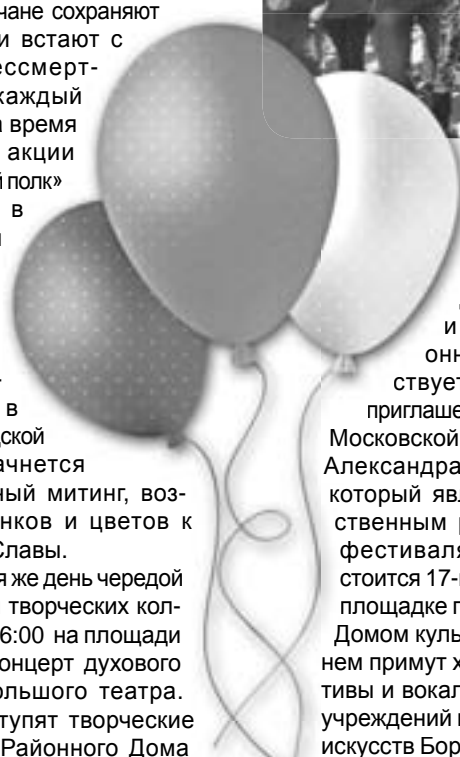 чане сохраняют
и встают с
ессмерт-
каждый
а время
акции
й полк»
в
в
дской
ачнется
ный митинг, воз-
нков и цветов к
Славы.
я же день чередой
творческих кол-
6:00 на площади
онцерт духового
ольшого театра.
тупят творческие
Районного Дома
и
онн
ствует
приглаше
Московской
Александра
который явл
ственным р
фестиваля
стоится 17-
площадке п
Домом куль
нем примут х
тивы и вокал
учреждений
искусств Бор